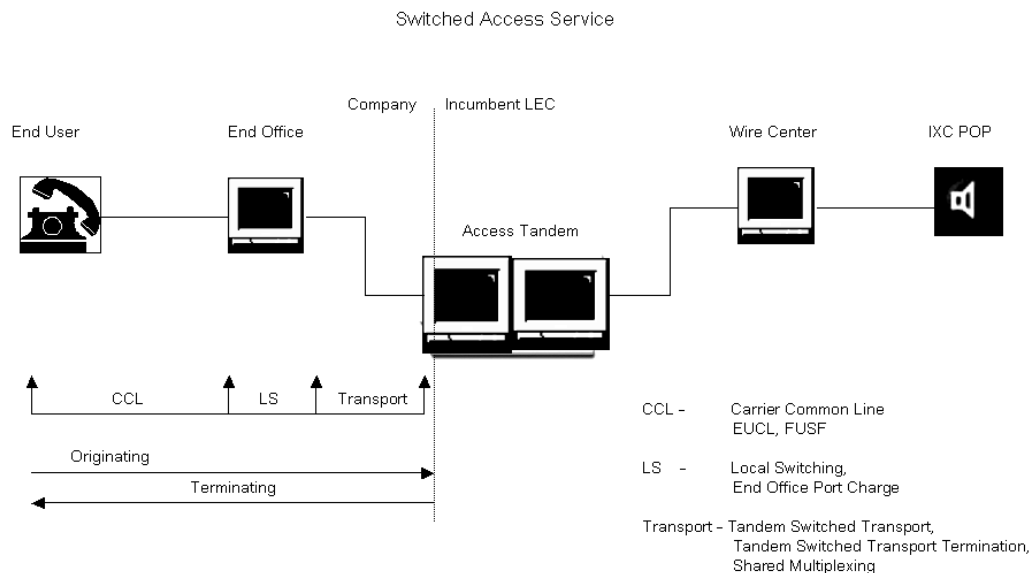 Switched Access Service
Company
Incumbent LEC
End User
End Office
Wire Center
IXC POP
Access Tandem
CCL
LS
Transport
Originating
Terminating
CCL - Carrier Common Line
EUCL, FUSF
LS - Local Switching,
End Office Port Charge
Transport - Tandem Switched Transport,
Tandem Switched Transport Termination,
Shared Multiplexing